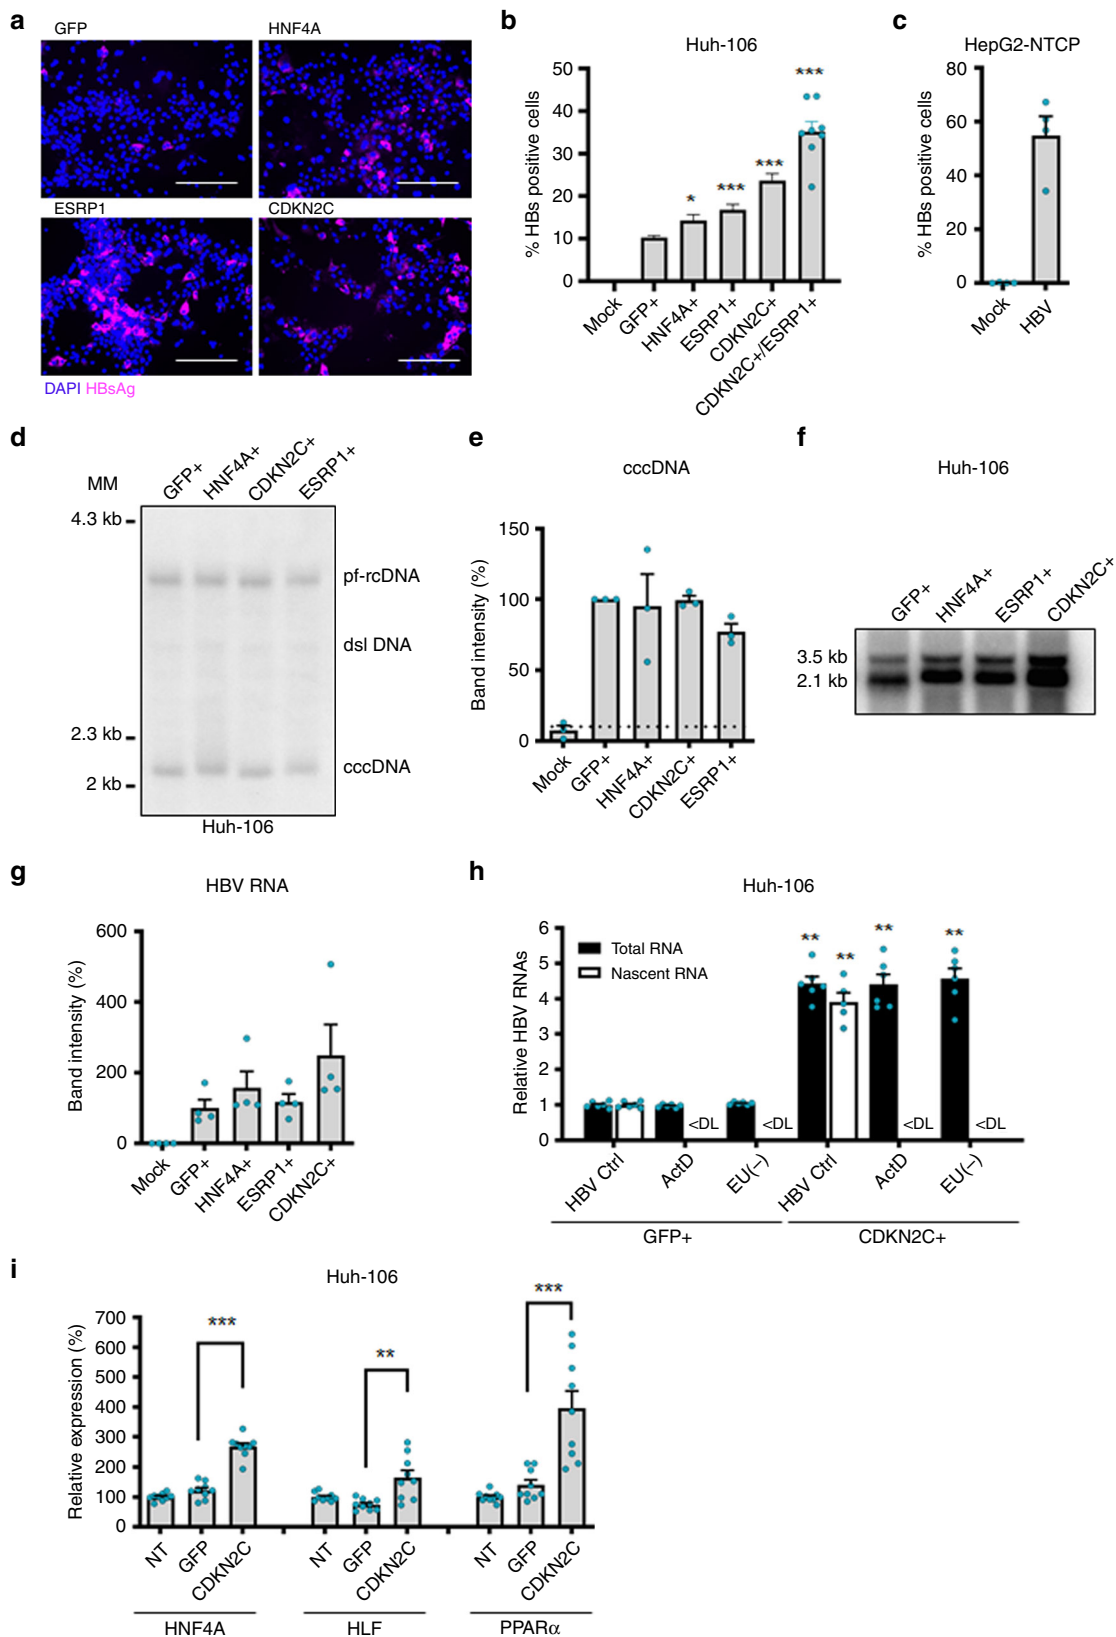 a
GFP
HNF4A
ESRP1
CDKN2C
DAPI HBsAg
b
Huh-106
% HBs positive cells
50
40
30
20
10
0
*
***
***
***
Mock
GFP+
HNF4A+
ESRP1+
CDKN2C+
CDKN2C+/ESRP1+
c
HepG2-NTCP
% HBs positive cells
80
60
40
20
0
Mock
HBV
d
MM
GFP+
HNF4A+
CDKN2C+
ESRP1+
4.3 kb
2.3 kb
2 kb
pf-rcDNA
dsl DNA
cccDNA
Huh-106
e
cccDNA
Band intensity (%)
150
100
50
0
Mock
GFP+
HNF4A+
CDKN2C+
ESRP1+
f
Huh-106
GFP+
HNF4A+
ESRP1+
CDKN2C+
3.5 kb
2.1 kb
g
HBV RNA
Band intensity (%)
600
400
200
0
Mock
GFP+
HNF4A+
ESRP1+
CDKN2C+
h
Huh-106
Relative HBV RNAs
6
5
4
3
2
1
0
Total RNA
Nascent RNA
<DL
<DL
**
**
**
<DL
**
<DL
HBV Ctrl
ActD
EU(−)
HBV Ctrl
ActD
EU(−)
GFP+
CDKN2C+
i
Huh-106
Relative expression (%)
700
600
500
400
300
200
100
0
***
**
***
NT
GFP
CDKN2C
NT
GFP
CDKN2C
NT
GFP
CDKN2C
HNF4A
HLF
PPARα